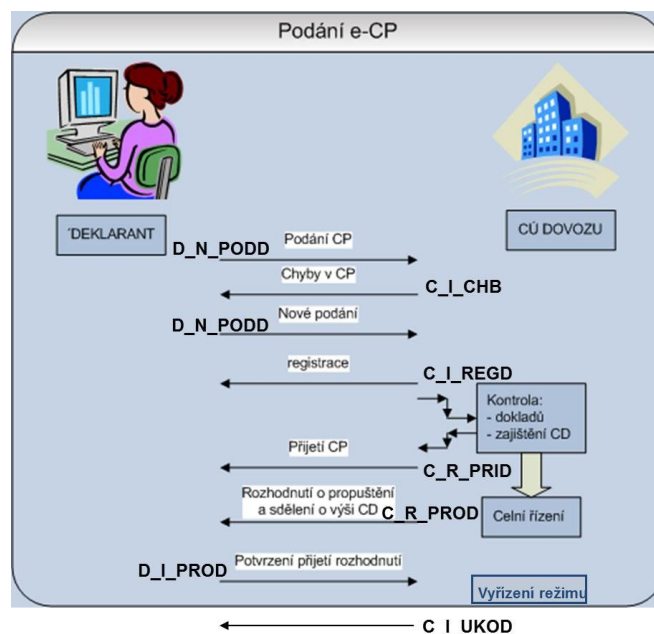 Podání e-CP
´DEKLARANT
CÚ DOVOZU
Podání CP
D_N_PODD
Chyby v CP
C_I_CHB
Nové podání
D_N_PODD
registrace
C_I_REGD
Kontrola:
- dokladů
- zajištění CD
Přijetí CP
C_R_PRID
Rozhodnutí o propuštění
a sdělení o výši CD
C_R_PROD
Celní řízení
Potvrzení přijetí rozhodnutí
D_I_PROD
Vyřízení režimu
C_I_UKOD